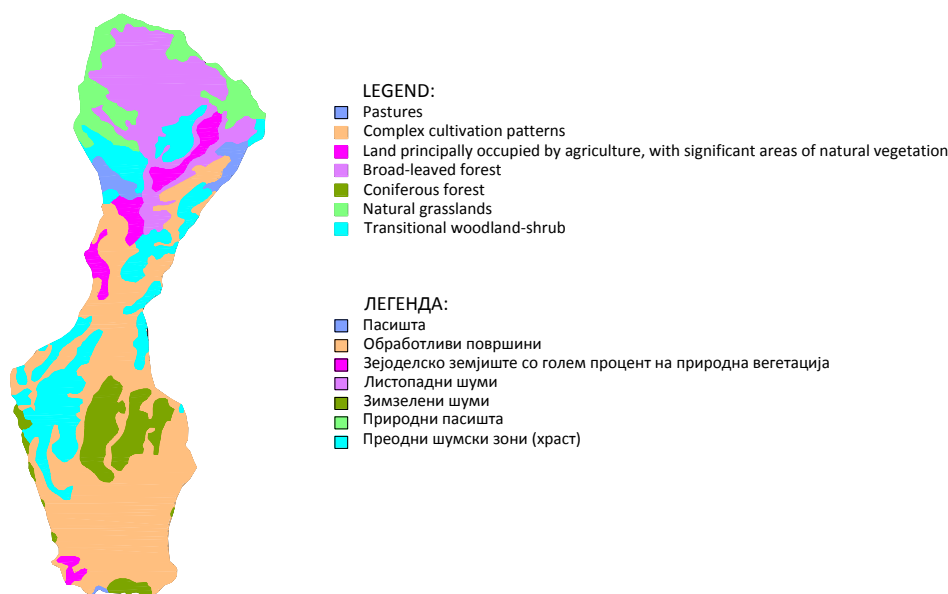 LEGEND:
Pastures
Complex cultivation patterns
Land principally occupied by agriculture, with significant areas of natural vegetation
Broad-leaved forest
Coniferous forest
Natural grasslands
Transitional woodland-shrub
ЛЕГЕНДА:
Пасишта
Обработливи површини
Зејоделско земјиште со голем процент на природна вегетација
Листопадни шуми
Зимзелени шуми
Природни пасишта
Преодни шумски зони (храст)